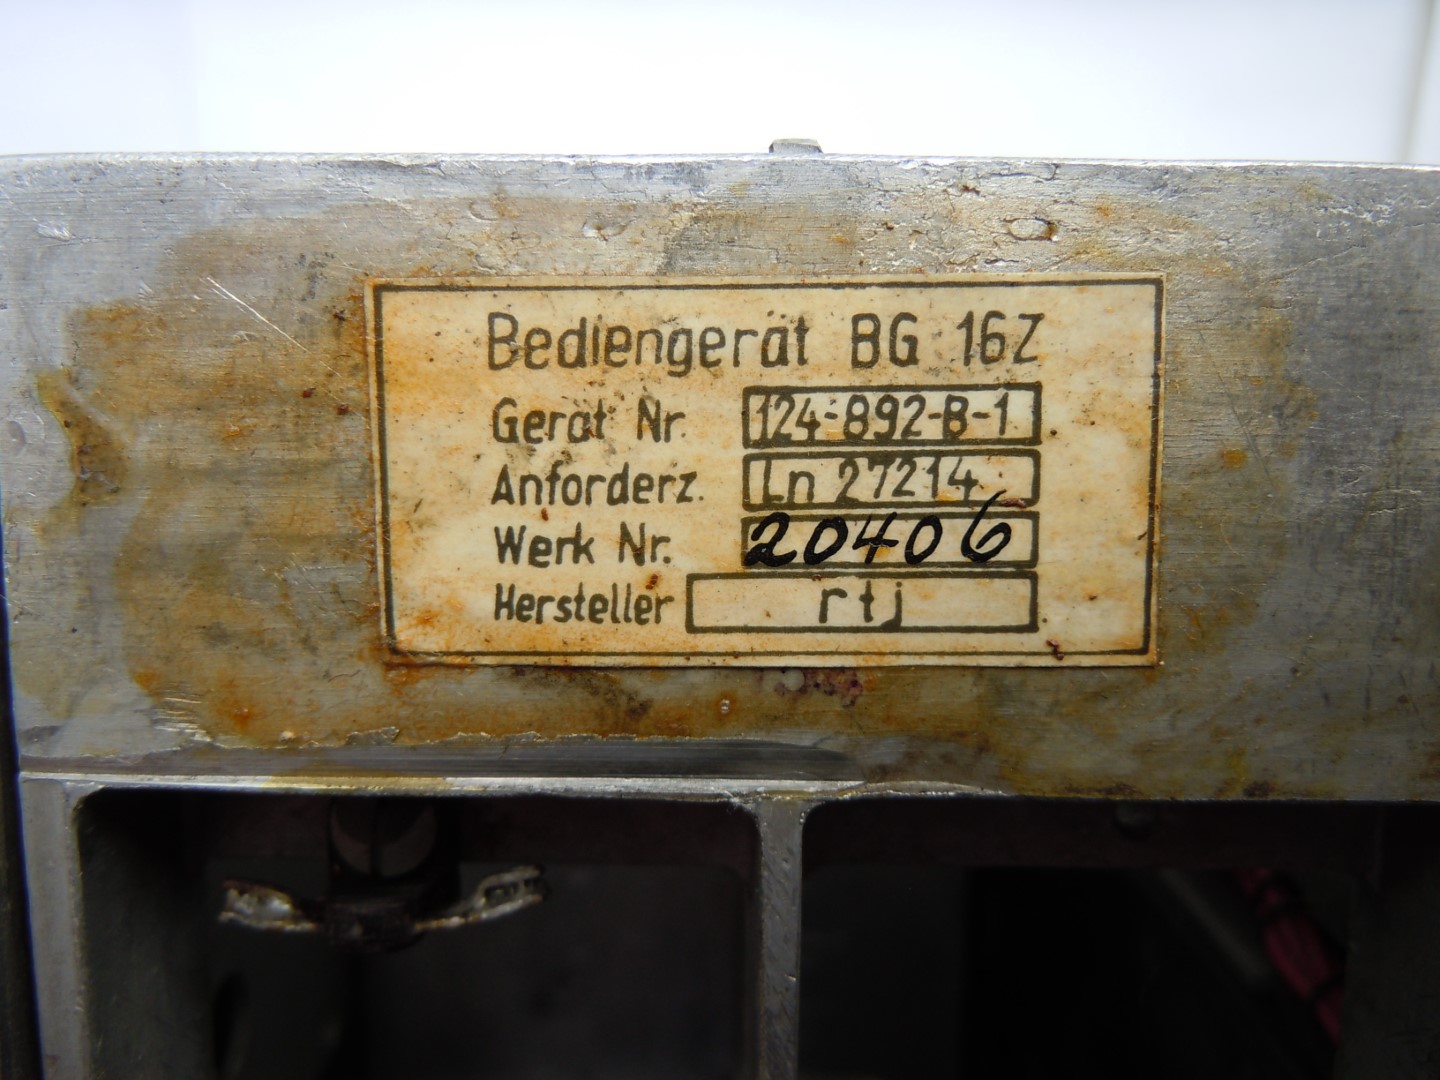 Bediengerät BG 16Z
Gerät Nr. 124-892-B-1
Anforderz. Ln 27214
Werk Nr. 20406
Hersteller rtj